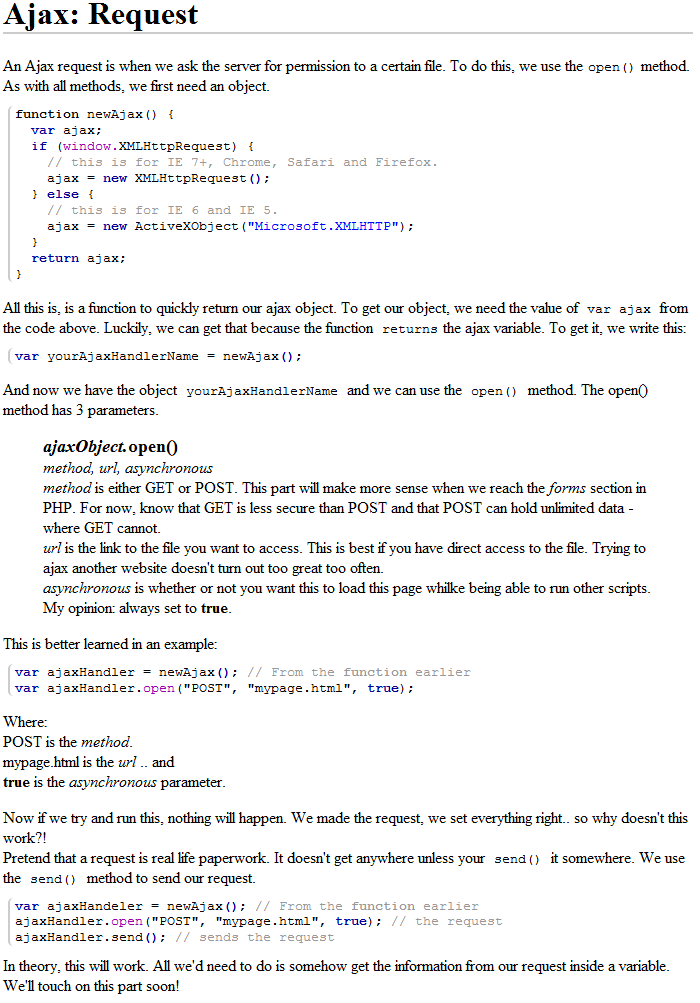 Ajax: Request
An Ajax request is when we ask the server for permission to a certain file. To do this, we use the open() method.
As with all methods, we first need an object.
function newAjax() {
  var ajax;
  if (window.XMLHttpRequest) {
    // this is for IE 7+, Chrome, Safari and Firefox.
    ajax = new XMLHttpRequest();
  } else {
    // this is for IE 6 and IE 5.
    ajax = new ActiveXObject("Microsoft.XMLHTTP");
  }
  return ajax;
}
All this is, is a function to quickly return our ajax object. To get our object, we need the value of var ajax from
the code above. Luckily, we can get that because the function returns the ajax variable. To get it, we write this:
var yourAjaxHandlerName = newAjax();
And now we have the object yourAjaxHandlerName and we can use the open() method. The open()
method has 3 parameters.
ajaxObject.open()
method, url, asynchronous
method is either GET or POST. This part will make more sense when we reach the forms section in
PHP. For now, know that GET is less secure than POST and that POST can hold unlimited data -
where GET cannot.
url is the link to the file you want to access. This is best if you have direct access to the file. Trying to
ajax another website doesn't turn out too great too often.
asynchronous is whether or not you want this to load this page whilke being able to run other scripts.
My opinion: always set to true.
This is better learned in an example:
var ajaxHandler = newAjax(); // From the function earlier
var ajaxHandler.open("POST", "mypage.html", true);
Where:
POST is the method.
mypage.html is the url .. and
true is the asynchronous parameter.
Now if we try and run this, nothing will happen. We made the request, we set everything right.. so why doesn't this
work?!
Pretend that a request is real life paperwork. It doesn't get anywhere unless your send() it somewhere. We use
the send() method to send our request.
var ajaxHandeler = newAjax(); // From the function earlier
ajaxHandler.open("POST", "mypage.html", true); // the request
ajaxHandler.send(); // sends the request
In theory, this will work. All we'd need to do is somehow get the information from our request inside a variable.
We'll touch on this part soon!